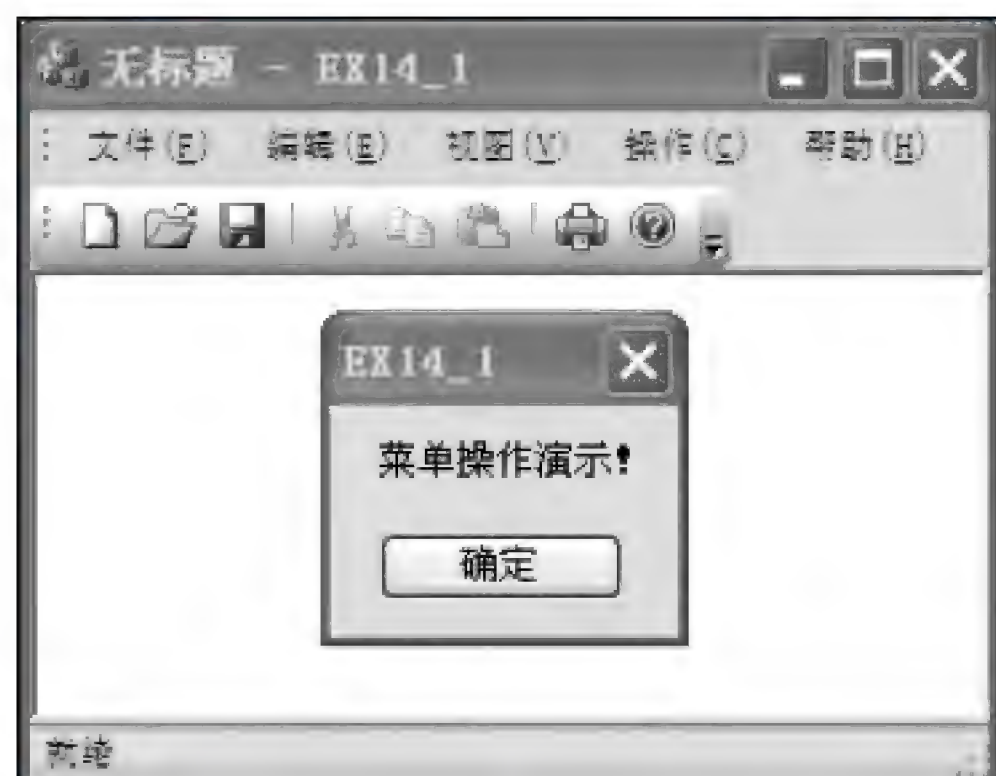 无标题 - EX14_1
文件(F) 编辑(E) 视图(V) 操作(C) 帮助(H)
EX14_1
菜单操作演示!
确定
就绪